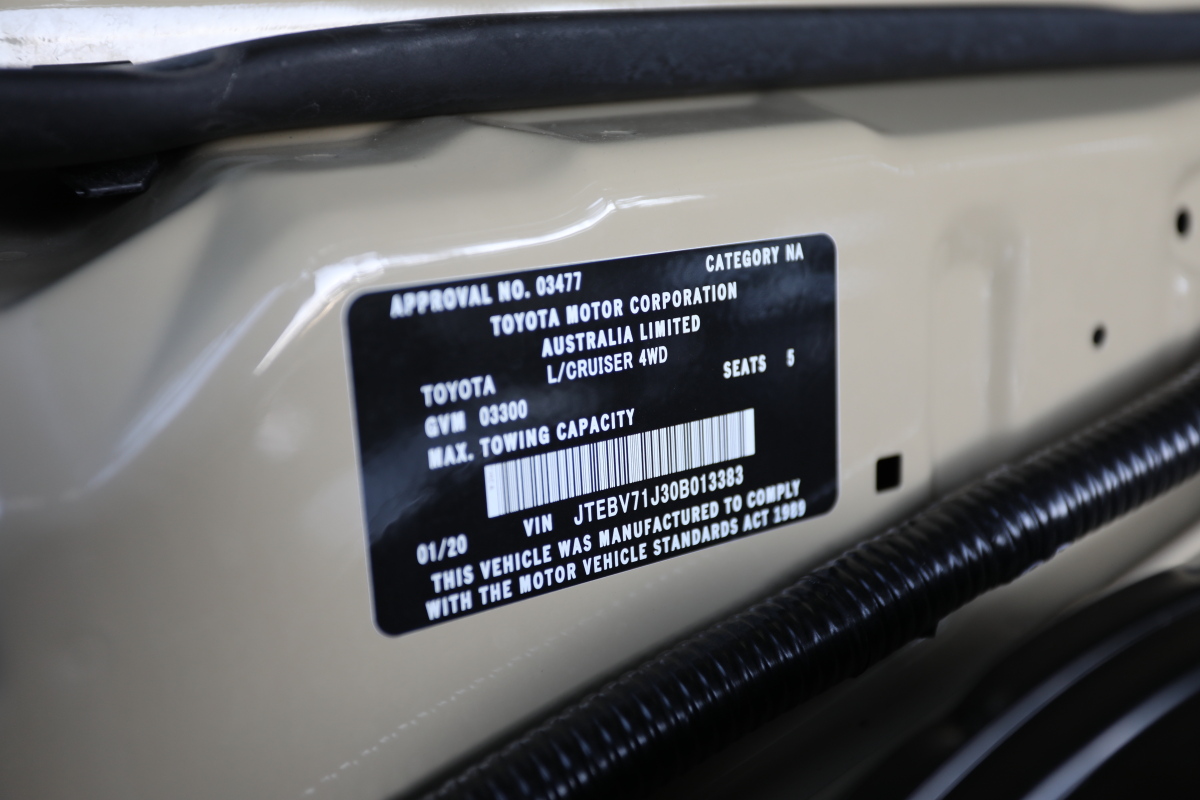 APPROVAL NO. 03477 CATEGORY NA
TOYOTA MOTOR CORPORATION
AUSTRALIA LIMITED
TOYOTA L/CRUISER 4WD
GVM 03300 SEATS 5
MAX. TOWING CAPACITY
01/20 VIN JTEBV71J30B013383
THIS VEHICLE WAS MANUFACTURED TO COMPLY
WITH THE MOTOR VEHICLE STANDARDS ACT 1989